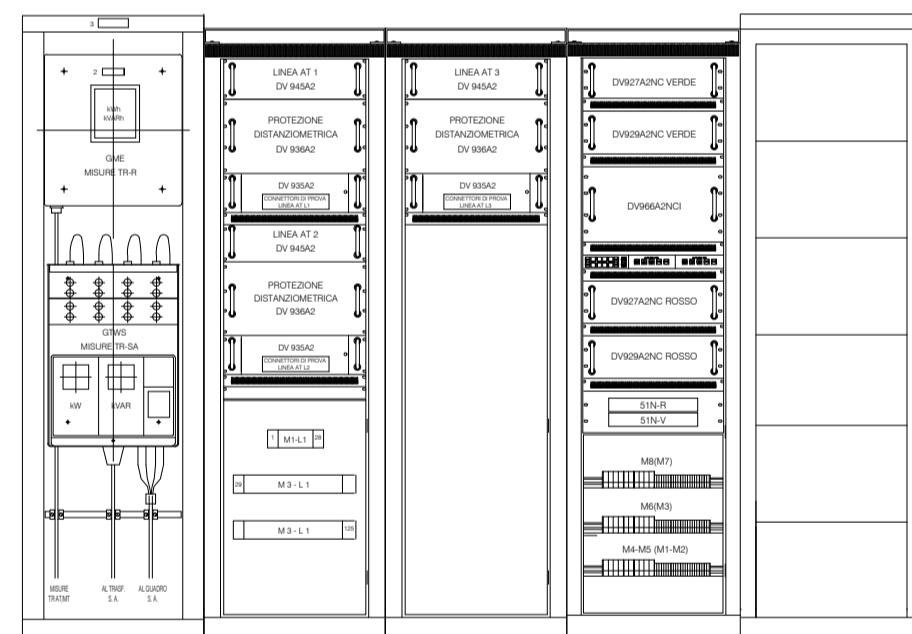 3
2
kWh
kVARh
GME
MISURE TR-R
GTWS
MISURE TR-SA
kW
kVAR
MISURE
TR AT/MT
AL TRASF.
S. A.
AL QUADRO
S. A.
LINEA AT 1
DV 945A2
PROTEZIONE
DISTANZIOMETRICA
DV 936A2
DV 935A2
CONNETTORI DI PROVA
LINEA AT L1
LINEA AT 2
DV 945A2
PROTEZIONE
DISTANZIOMETRICA
DV 936A2
DV 935A2
CONNETTORI DI PROVA
LINEA AT L2
1 M1-L1 28
29 M 3 - L 1
M 3 - L 1 125
LINEA AT 3
DV 945A2
PROTEZIONE
DISTANZIOMETRICA
DV 936A2
DV 935A2
CONNETTORI DI PROVA
LINEA AT L3
DV927A2NC VERDE
DV929A2NC VERDE
DV966A2NCI
DV927A2NC ROSSO
DV929A2NC ROSSO
51N-R
51N-V
M8(M7)
M6(M3)
M4-M5 (M1-M2)